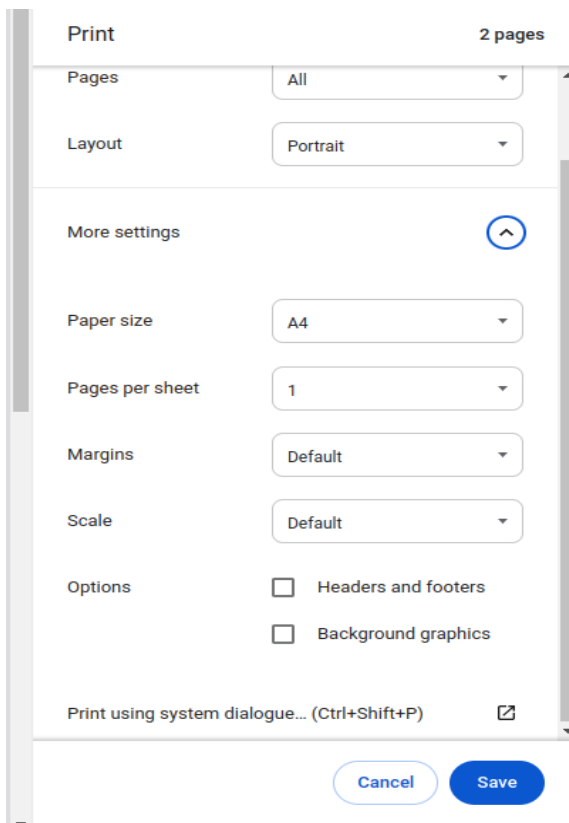 Print 2 pages
Pages All
Layout Portrait
More settings
Paper size A4
Pages per sheet 1
Margins Default
Scale Default
Options Headers and footers
Background graphics
Print using system dialogue... (Ctrl+Shift+P)
Cancel Save